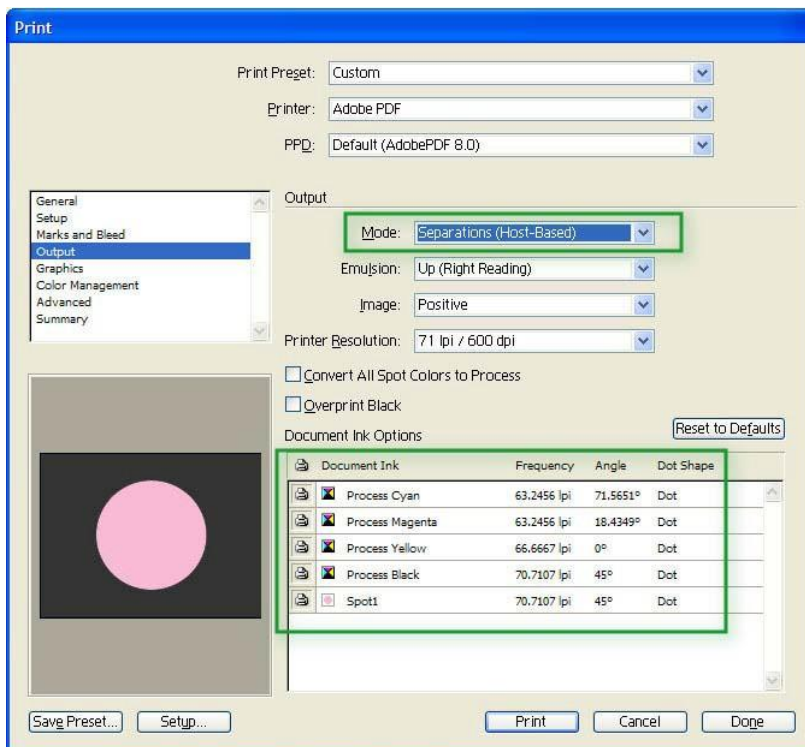 Print
Print Preset: Custom
Printer: Adobe PDF
PPD: Default (AdobePDF 8.0)
General
Setup
Marks and Bleed
Output
Graphics
Color Management
Advanced
Summary
Output
Mode: Separations (Host-Based)
Emulsion: Up (Right Reading)
Image: Positive
Printer Resolution: 71 lpi / 600 dpi
Convert All Spot Colors to Process
Overprint Black
Reset to Defaults
Document Ink Options
Document Ink Frequency Angle Dot Shape
Process Cyan 63.2456 lpi 71.5651° Dot
Process Magenta 63.2456 lpi 18.4349° Dot
Process Yellow 66.6667 lpi 0° Dot
Process Black 70.7107 lpi 45° Dot
Spot1 70.7107 lpi 45° Dot
Save Preset... Setup... Print Cancel Done